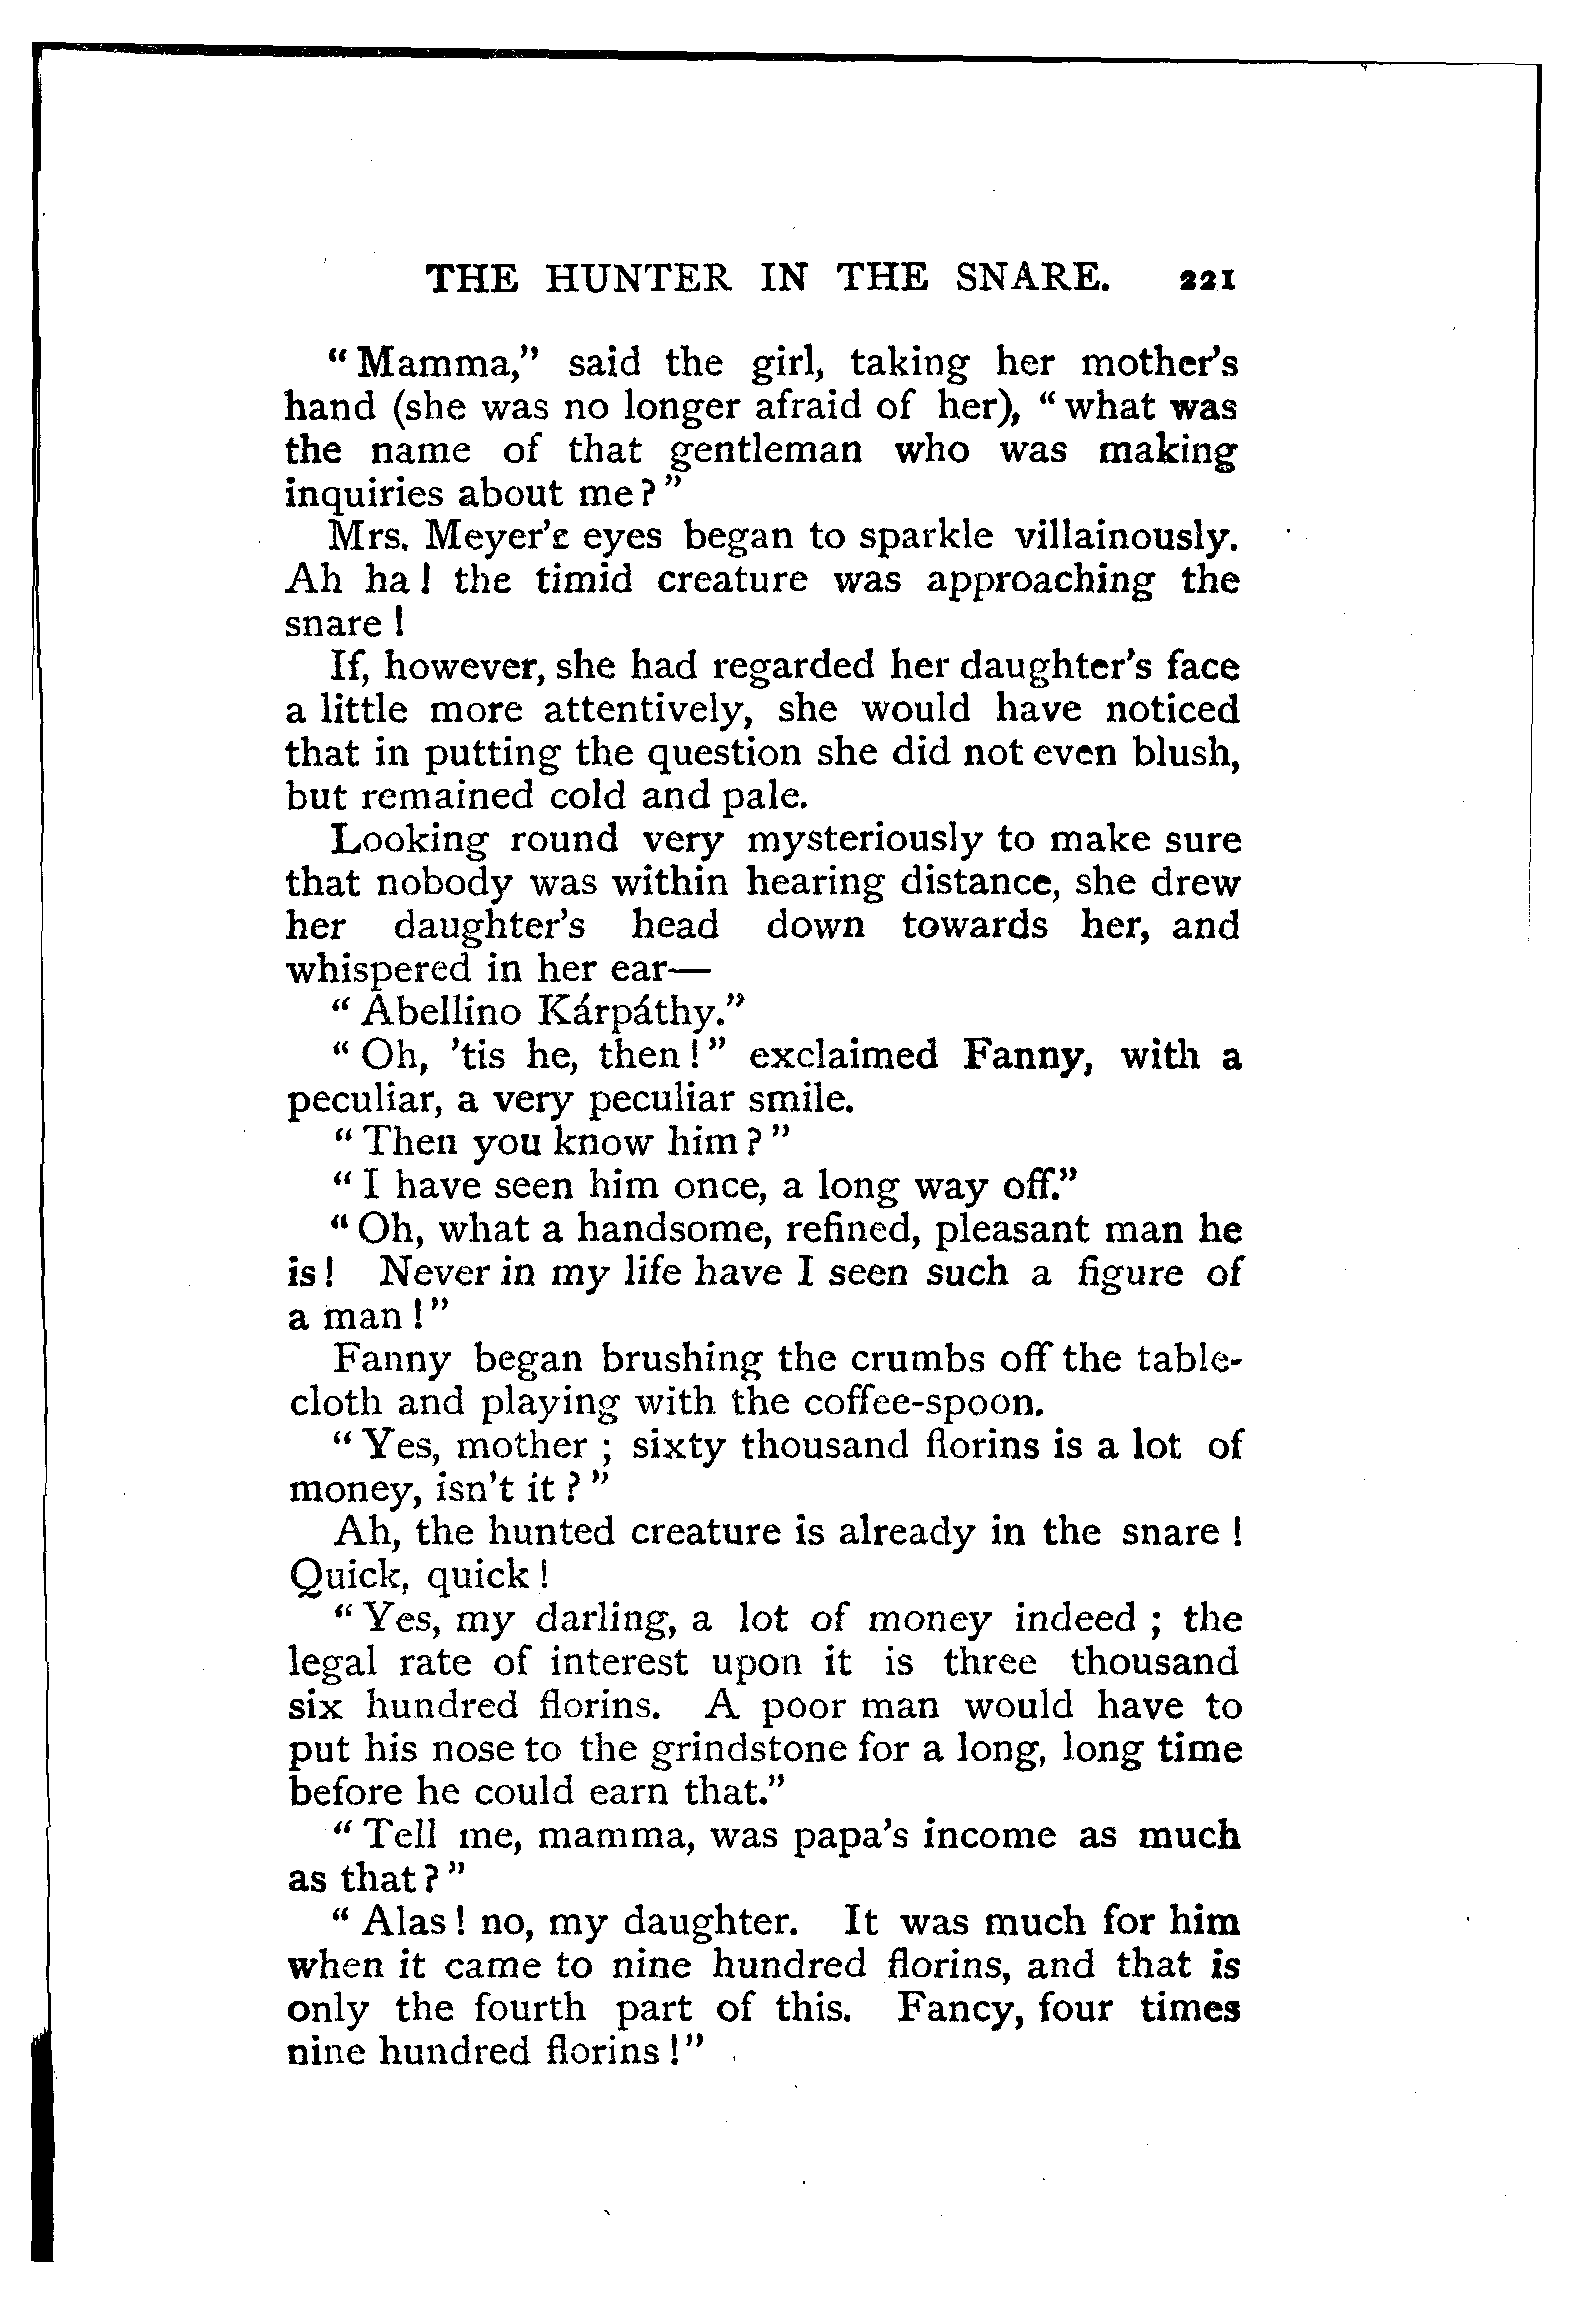 THE HUNTER IN THE SNARE. 221
“Mamma,” said the girl, taking her mother's
hand (she was no longer afraid of her), “what was
the name of that gentleman who was making
inquiries about me?”
Mrs. Meyer's eyes began to sparkle villainously.
Ah ha! the timid creature was approaching the
snare!
If, however, she had regarded her daughter's face
a little more attentively, she would have noticed
that in putting the question she did not even blush,
but remained cold and pale.
Looking round very mysteriously to make sure
that nobody was within hearing distance, she drew
her daughter's head down towards her, and
whispered in her ear—
“Abellino Kárpáthy.”
“Oh, 'tis he, then!” exclaimed Fanny, with a
peculiar, a very peculiar smile.
“Then you know him?”
“I have seen him once, a long way off.”
“Oh, what a handsome, refined, pleasant man he
is! Never in my life have I seen such a figure of
a man!”
Fanny began brushing the crumbs off the table-
cloth and playing with the coffee-spoon.
“Yes, mother; sixty thousand florins is a lot of
money, isn't it?”
Ah, the hunted creature is already in the snare!
Quick, quick!
“Yes, my darling, a lot of money indeed; the
legal rate of interest upon it is three thousand
six hundred florins. A poor man would have to
put his nose to the grindstone for a long, long time
before he could earn that.”
“Tell me, mamma, was papa's income as much
as that?”
“Alas! no, my daughter. It was much for him
when it came to nine hundred florins, and that is
only the fourth part of this. Fancy, four times
nine hundred florins!”